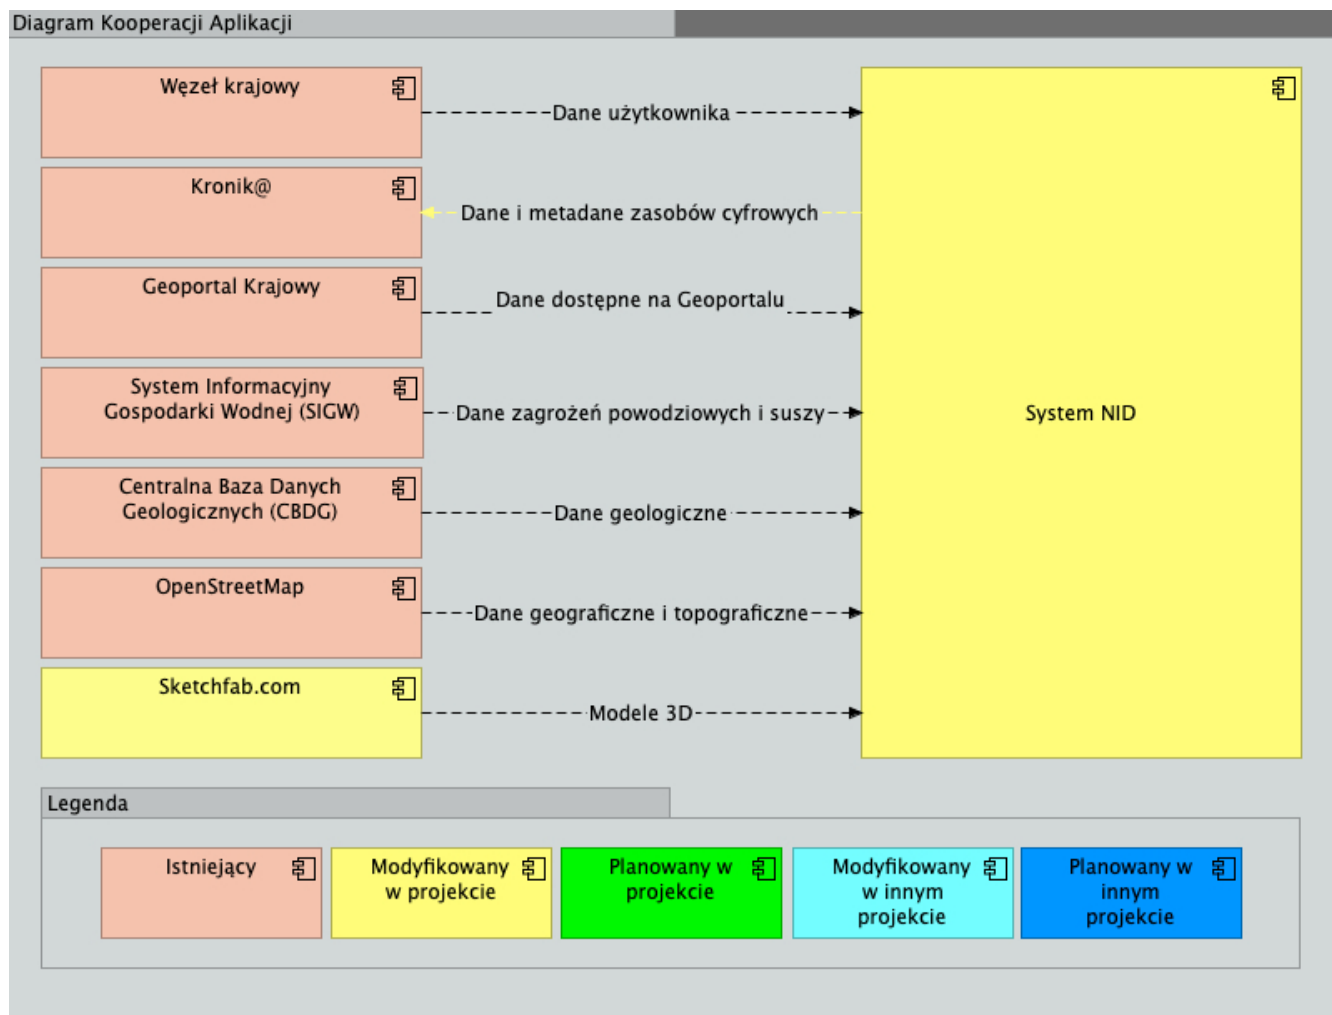 Diagram Kooperacji Aplikacji
Węzeł krajowy
Dane użytkownika
Kronik@
Dane i metadane zasobów cyfrowych
Geoportal Krajowy
Dane dostępne na Geoportalu
System Informacyjny
Gospodarki Wodnej (SIGW)
Dane zagrożeń powodziowych i suszy
System NID
Centralna Baza Danych
Geologicznych (CBDG)
Dane geologiczne
OpenStreetMap
Dane geograficzne i topograficzne
Sketchfab.com
Modele 3D
Legenda
Istniejący
Modyfikowany
w projekcie
Planowany w
projekcie
Modyfikowany
w innym
projekcie
Planowany w
innym
projekcie